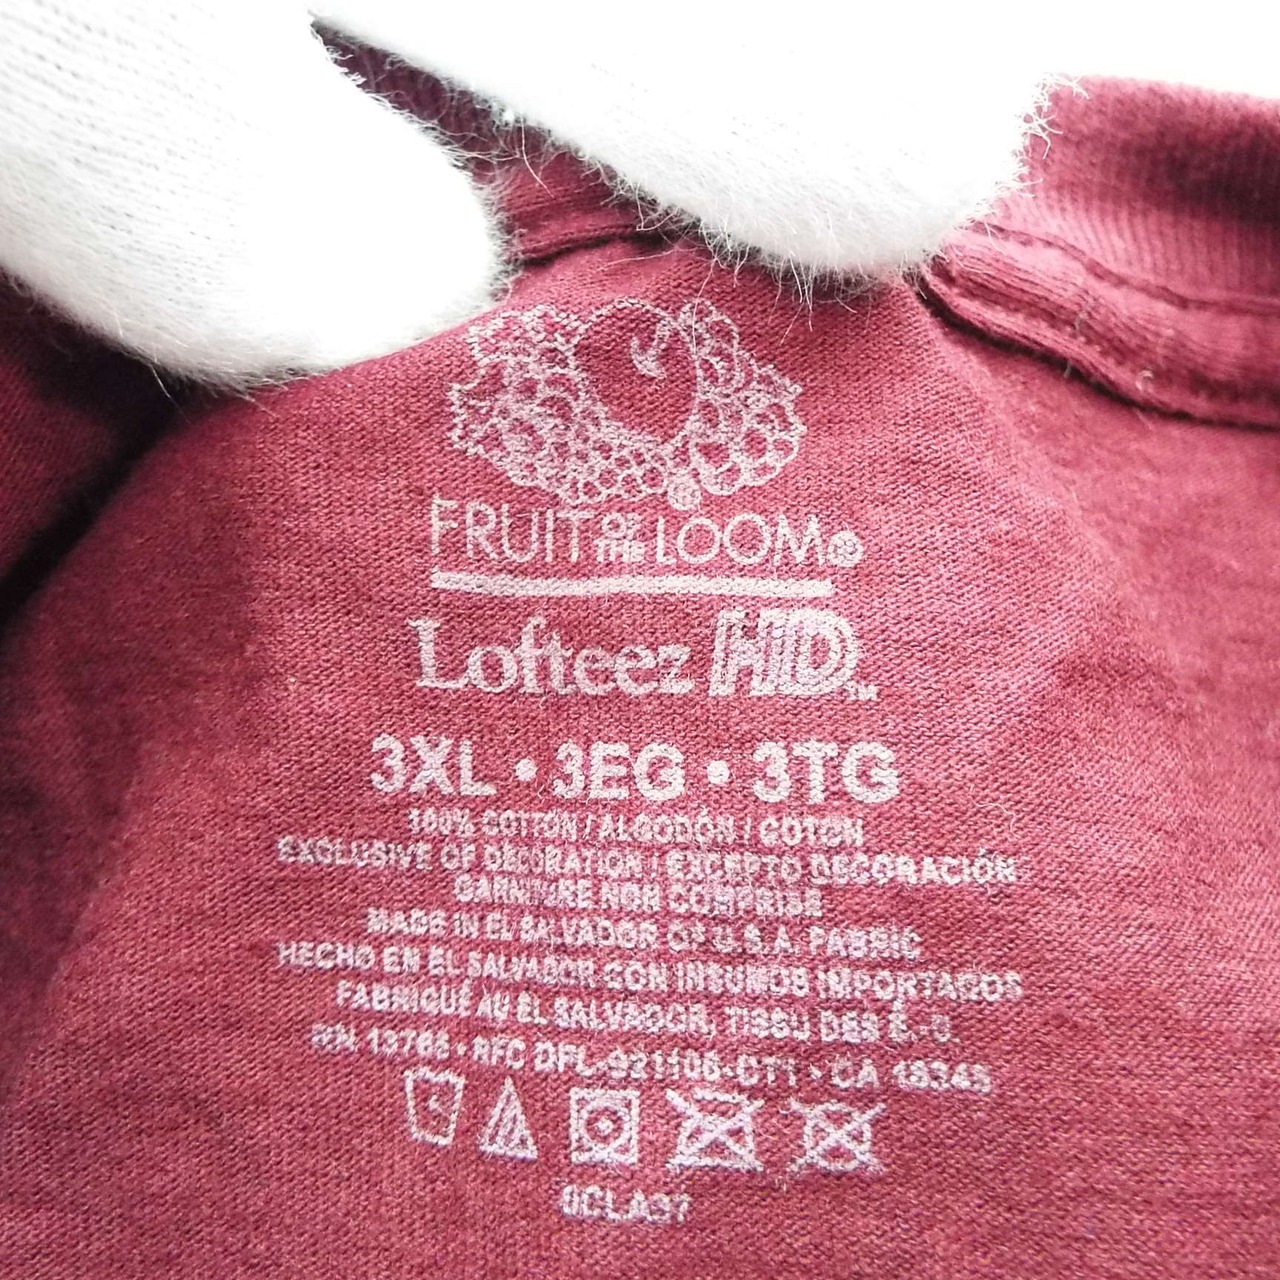 FRUIT OF THE LOOM®
Lofteez HD™
3XL • 3EG • 3TG
100% COTTON / ALGODÓN / COTON
EXCLUSIVE OF DECORATION / EXCEPTO DECORACIÓN
GARNITURE NON COMPRISE
MADE IN EL SALVADOR OF U.S.A. FABRIC
HECHO EN EL SALVADOR CON INSUMOS IMPORTADOS
FABRIQUÉ AU EL SALVADOR, TISSU DES É.-U.
RN 13765 • RFC DFL-921106-CT1 • CA